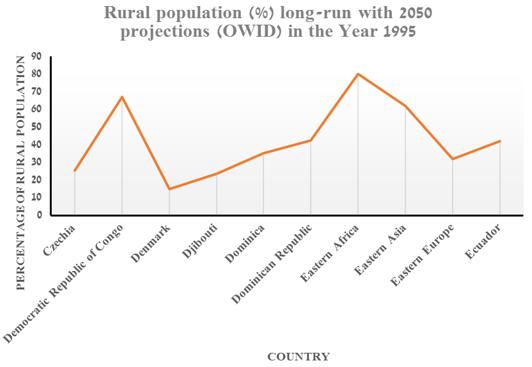 Rural population (%) long-run with 2050
projections (OWID) in the Year 1995
PERCENTAGE OF RURAL POPULATION
90
80
70
60
50
40
30
20
10
0
Czechia
Democratic Republic of Congo
Denmark
Djibouti
Dominica
Dominican Republic
Eastern Africa
Eastern Asia
Eastern Europe
Ecuador
COUNTRY